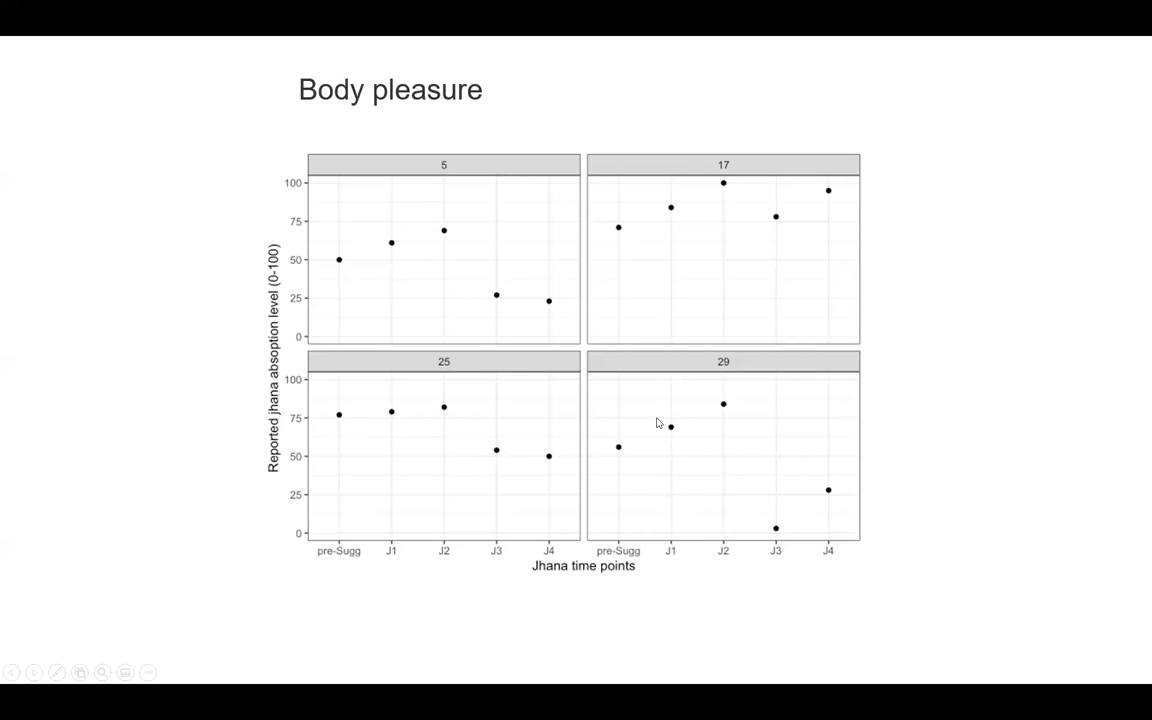 Body pleasure
5
17
100
75
50
25
0
25
29
100
75
50
25
0
Reported jhana absoption level (0-100)
pre-Sugg J1 J2 J3 J4
pre-Sugg J1 J2 J3 J4
Jhana time points